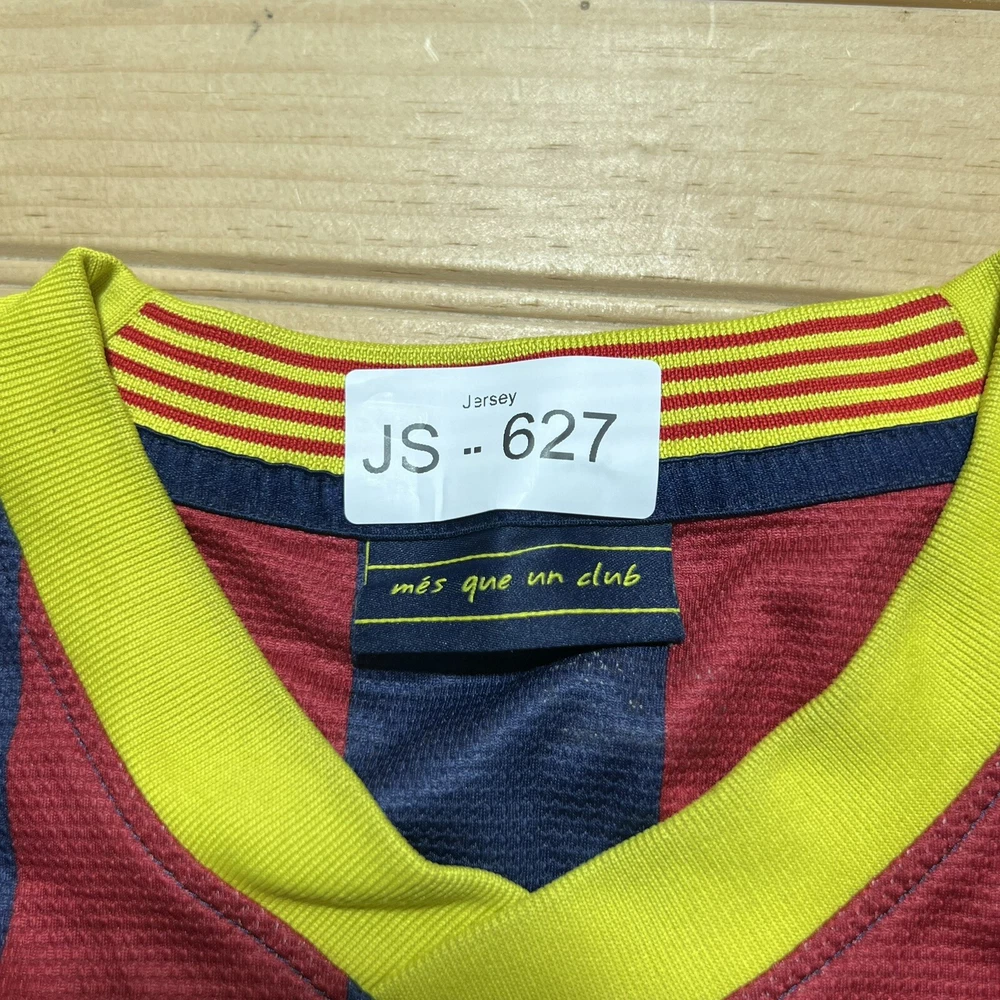 Jersey
JS -- 627
més que un club